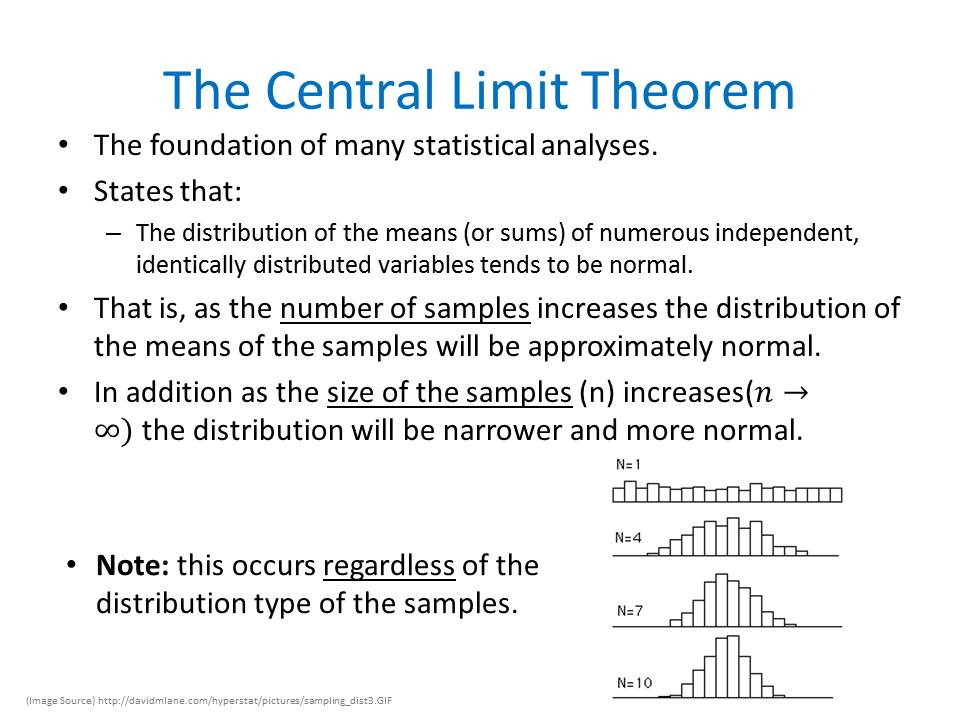 The Central Limit Theorem
• The foundation of many statistical analyses.
• States that:
– The distribution of the means (or sums) of numerous independent,
identically distributed variables tends to be normal.
• That is, as the number of samples increases the distribution of
the means of the samples will be approximately normal.
• In addition as the size of the samples (n) increases(𝑛 →
∞) the distribution will be narrower and more normal.
N=1
N=4
• Note: this occurs regardless of the
distribution type of the samples.
N=7
N=10
(Image Source) http://davidmlane.com/hyperstat/pictures/sampling_dist3.GIF